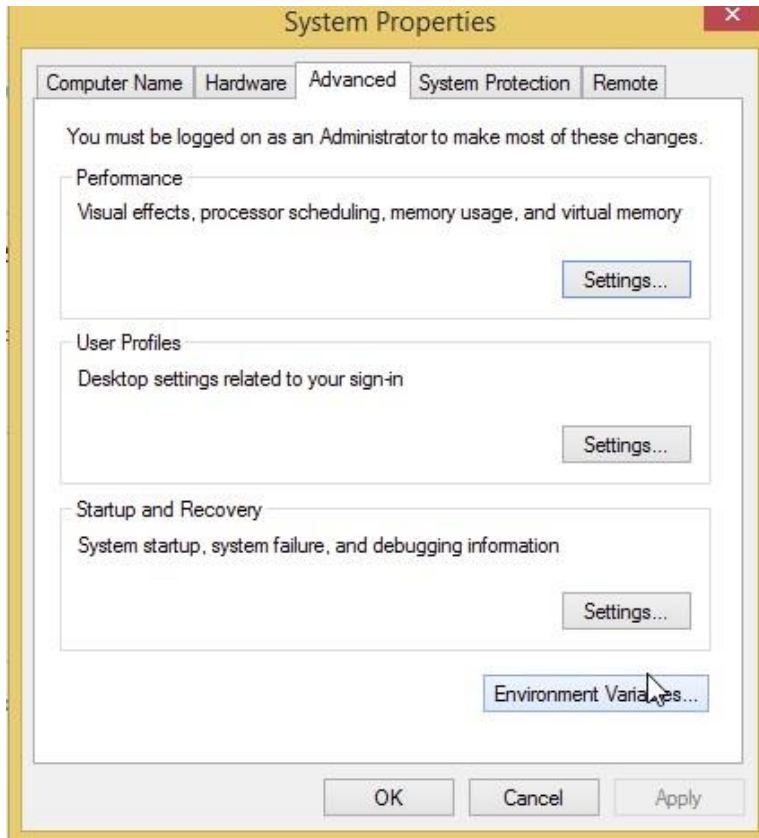 System Properties
Computer Name Hardware Advanced System Protection Remote
You must be logged on as an Administrator to make most of these changes.
Performance
Visual effects, processor scheduling, memory usage, and virtual memory
Settings...
User Profiles
Desktop settings related to your sign-in
Settings...
Startup and Recovery
System startup, system failure, and debugging information
Settings...
Environment Variables...
OK Cancel Apply